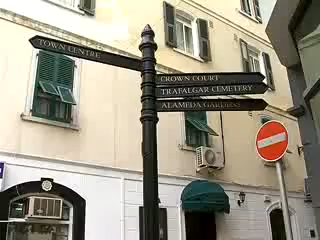 TOWN CENTRE
CROWN COURT
TRAFALGAR CEMETERY
ALAMEDA GARDENS